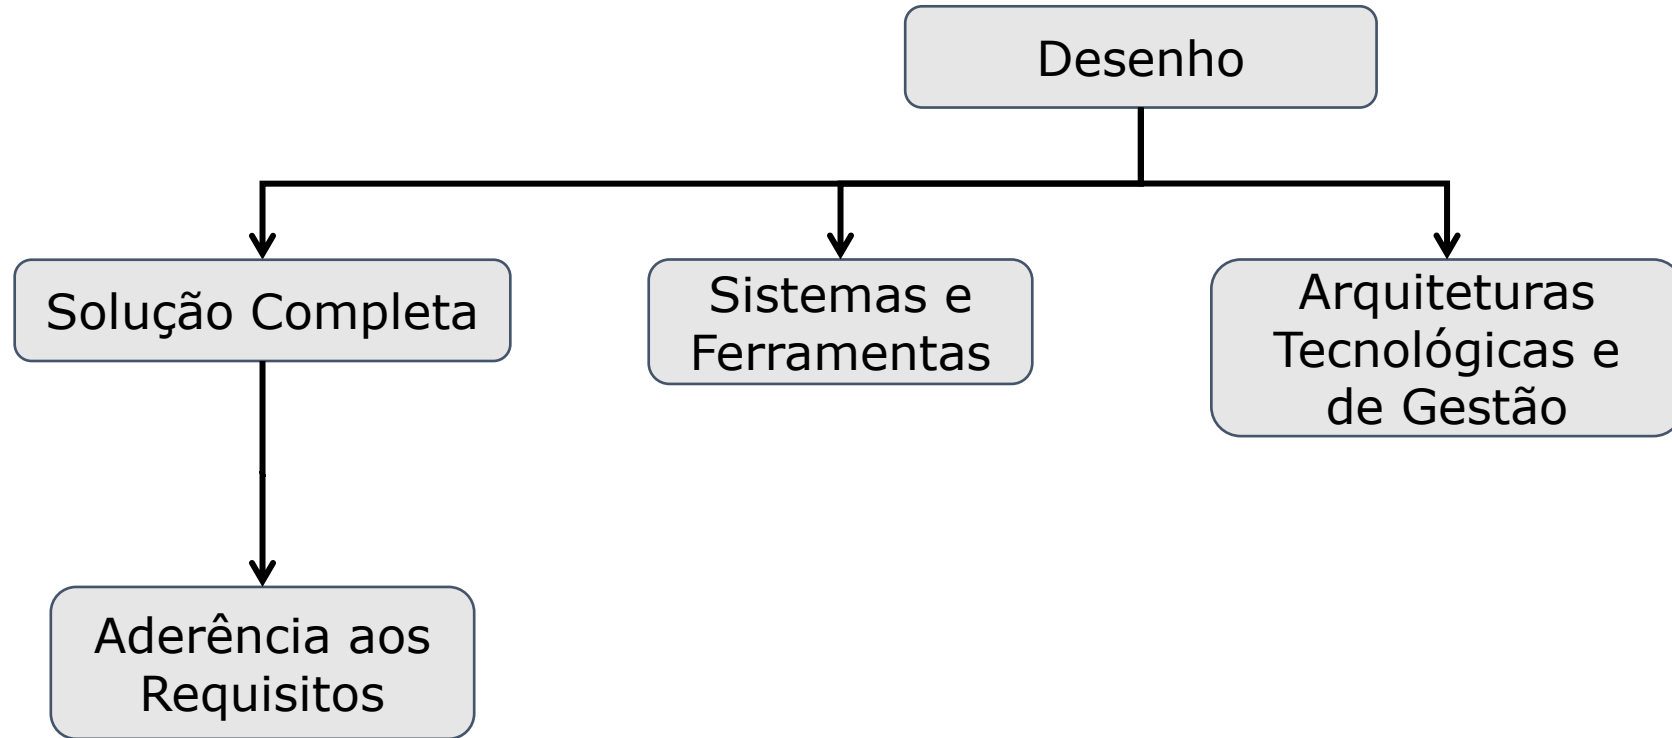 Desenho
Solução Completa
Sistemas e
Ferramentas
Arquiteturas
Tecnológicas e
de Gestão
Aderência aos
Requisitos